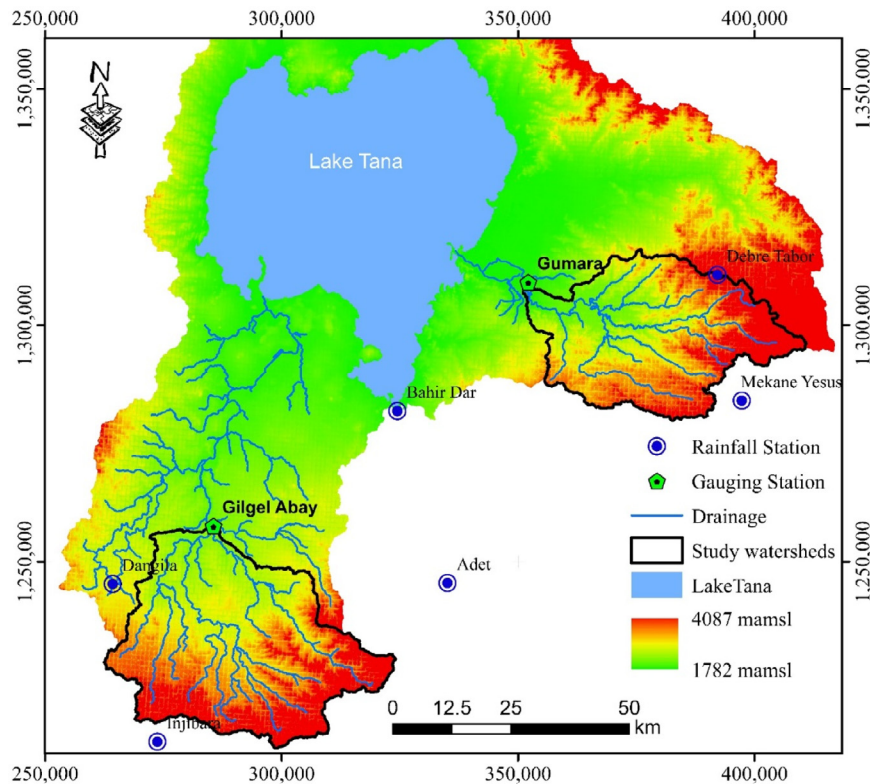 250,000 300,000 350,000 400,000
1,350,000
1,350,000
N
Lake Tana
Gumara
Debre Tabor
1,300,000
1,300,000
Mekane Yesus
Bahir Dar
Rainfall Station
Gauging Station
Gilgel Abay
Drainage
Study watersheds
1,250,000
1,250,000
Dangila
Adet
LakeTana
4087 mamsl
1782 mamsl
0 12.5 25 50
km
Injibara
250,000 300,000 350,000 400,000